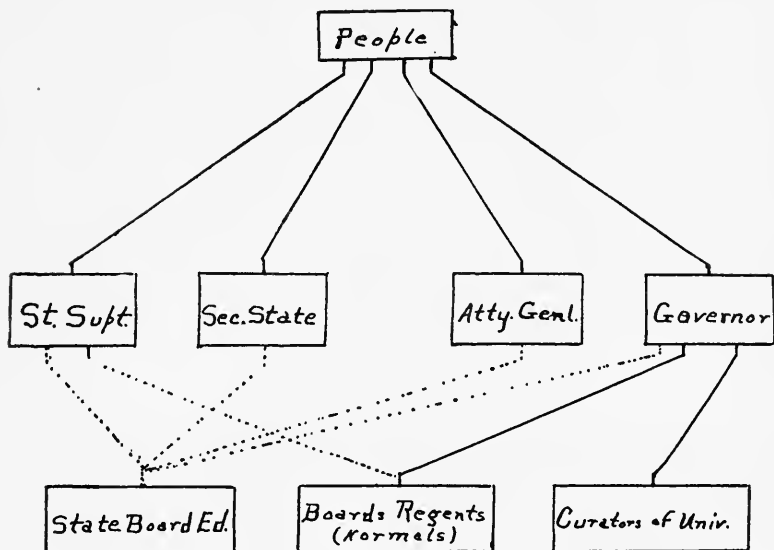 People
St. Supt.
Sec. State
Atty. Genl.
Governor
State Board Ed.
Boards Regents
(Normals)
Curators of Univ.